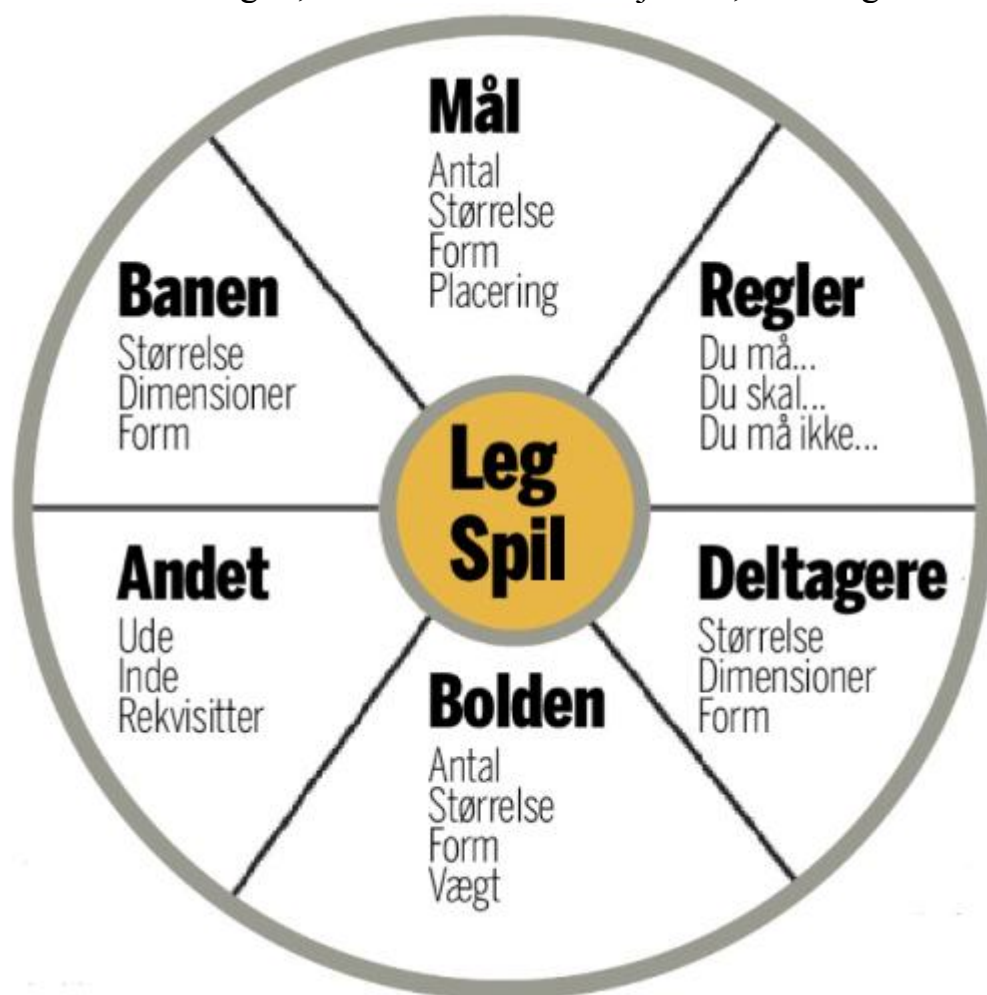 Mål
Antal
Størrelse
Form
Placering
Regler
Du må...
Du skal...
Du må ikke...
Deltagere
Størrelse
Dimensioner
Form
Bolden
Antal
Størrelse
Form
Vægt
Andet
Ude
Inde
Rekvisitter
Banen
Størrelse
Dimensioner
Form
Leg
Spil